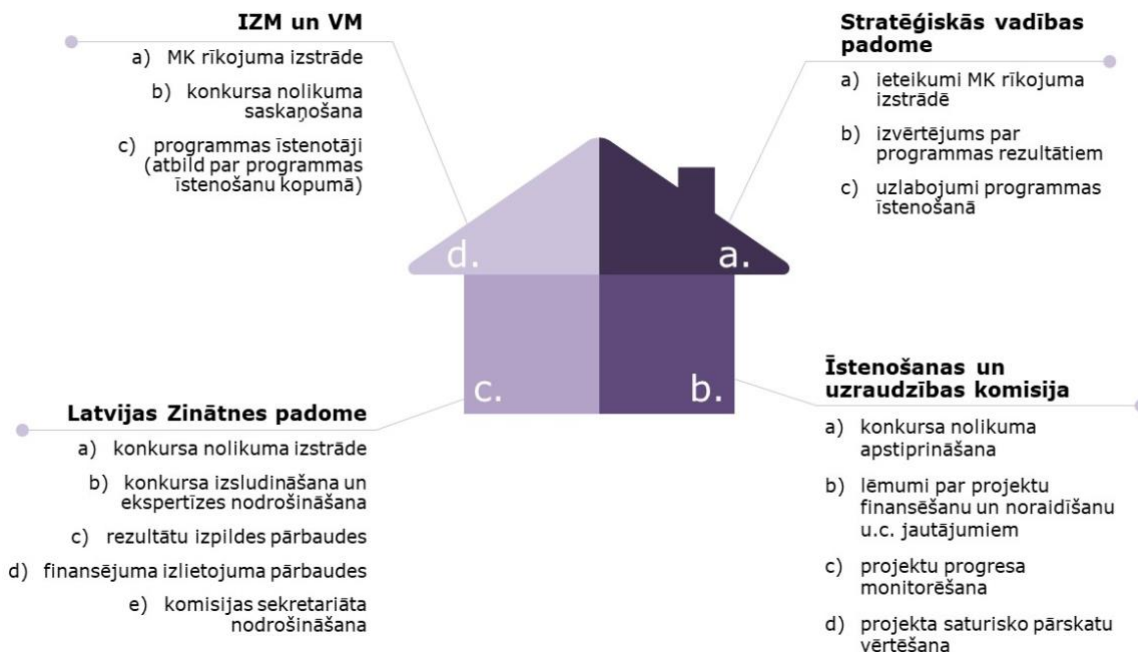 IZM un VM
a) MK rīkojuma izstrāde
b) konkursa nolikuma
saskaņošana
c) programmas īstenotāji
(atbild par programmas
īstenošanu kopumā)
Stratēģiskās vadības
padome
a) ieteikumi MK rīkojuma
izstrādē
b) izvērtējums par
programmas rezultātiem
c) uzlabojumi programmas
īstenošanā
d.
a.
c.
b.
Latvijas Zinātnes padome
a) konkursa nolikuma izstrāde
b) konkursa izsludināšana un
ekspertīzes nodrošināšana
c) rezultātu izpildes pārbaudes
d) finansējuma izlietojuma pārbaudes
e) komisijas sekretariāta
nodrošināšana
Īstenošanas un
uzraudzības komisija
a) konkursa nolikuma
apstiprināšana
b) lēmumi par projektu
finansēšanu un noraidīšanu
u.c. jautājumiem
c) projektu progresa
monitorēšana
d) projekta saturisko pārskatu
vērtēšana